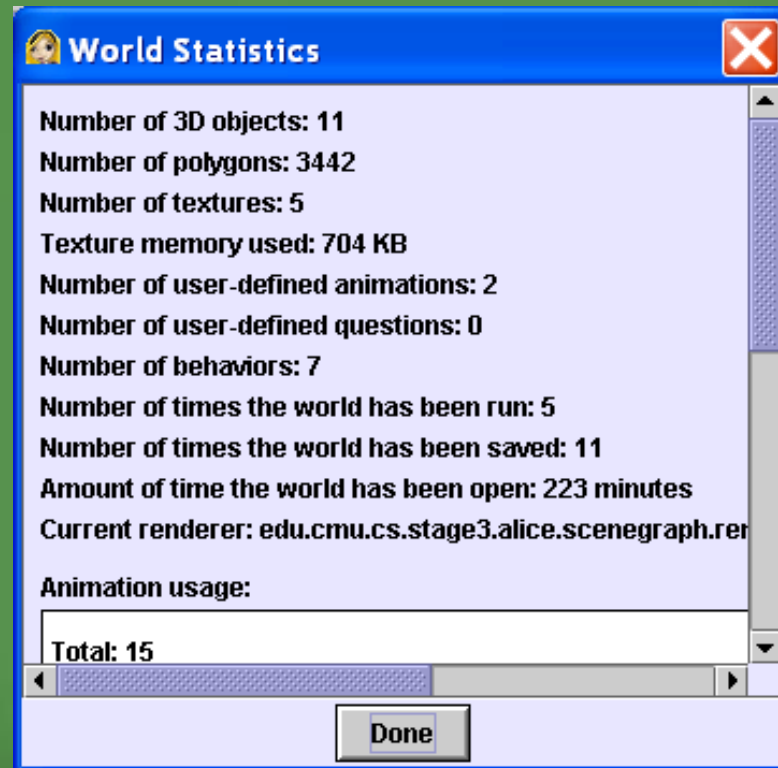 World Statistics
Number of 3D objects: 11
Number of polygons: 3442
Number of textures: 5
Texture memory used: 704 KB
Number of user-defined animations: 2
Number of user-defined questions: 0
Number of behaviors: 7
Number of times the world has been run: 5
Number of times the world has been saved: 11
Amount of time the world has been open: 223 minutes
Current renderer: edu.cmu.cs.stage3.alice.scenegraph.rer
Animation usage:
Total: 15
Done